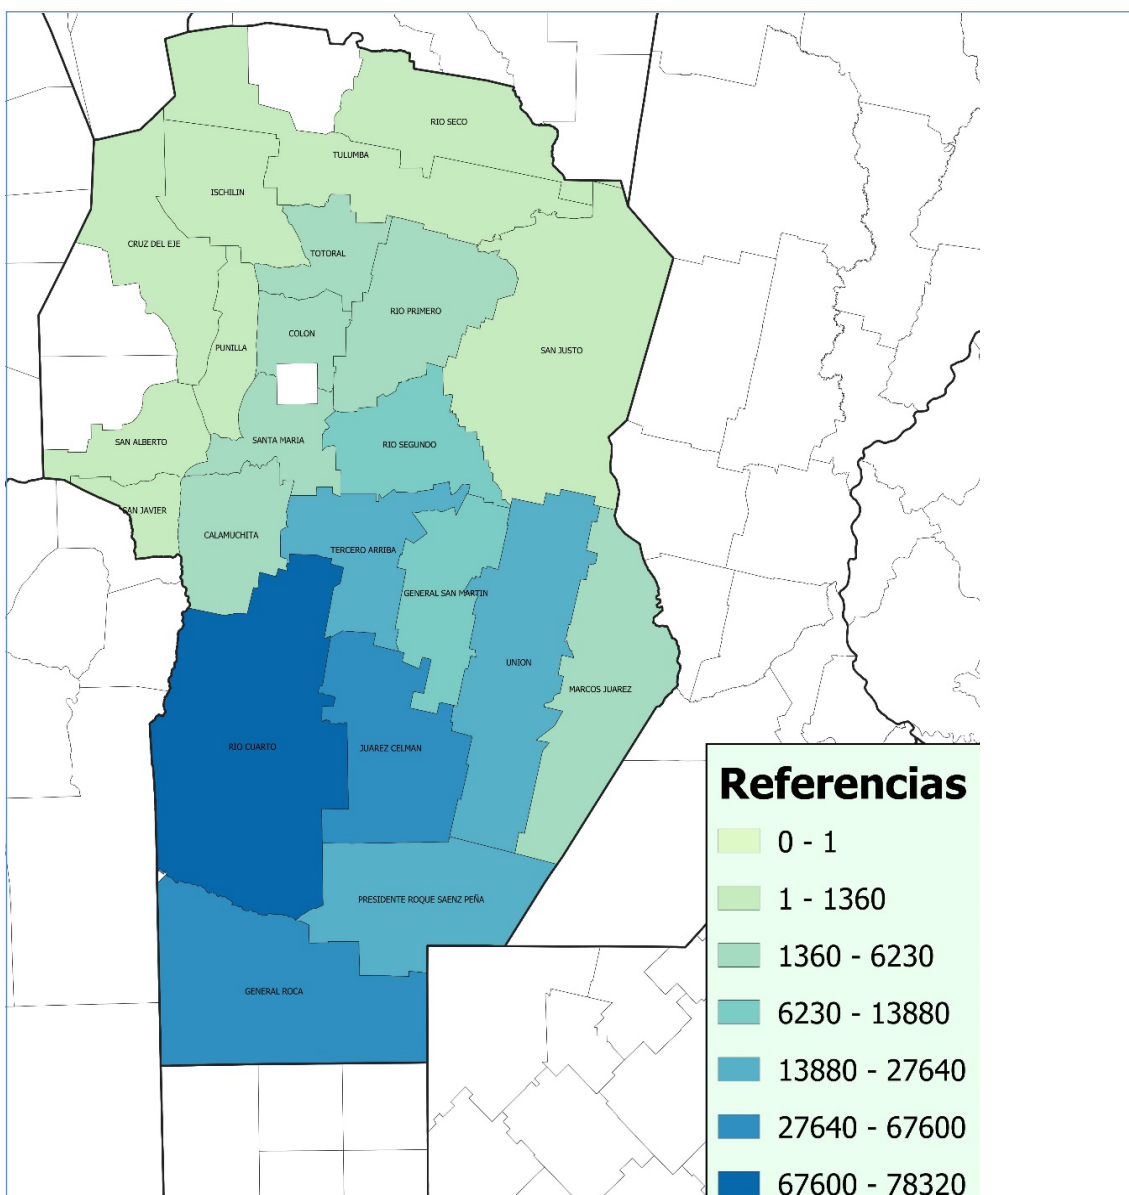 RIO SECO
TULUMBA
ISCHILIN
CRUZ DEL EJE
TOTORAL
RIO PRIMERO
COLON
PUNILLA
SAN JUSTO
SAN ALBERTO
SANTA MARIA
RIO SEGUNDO
SAN JAVIER
CALAMUCHITA
TERCERO ARRIBA
GENERAL SAN MARTIN
UNION
MARCOS JUAREZ
RIO CUARTO
JUAREZ CELMAN
PRESIDENTE ROQUE SAENZ PEÑA
GENERAL ROCA
Referencias
0 - 1
1 - 1360
1360 - 6230
6230 - 13880
13880 - 27640
27640 - 67600
67600 - 78320